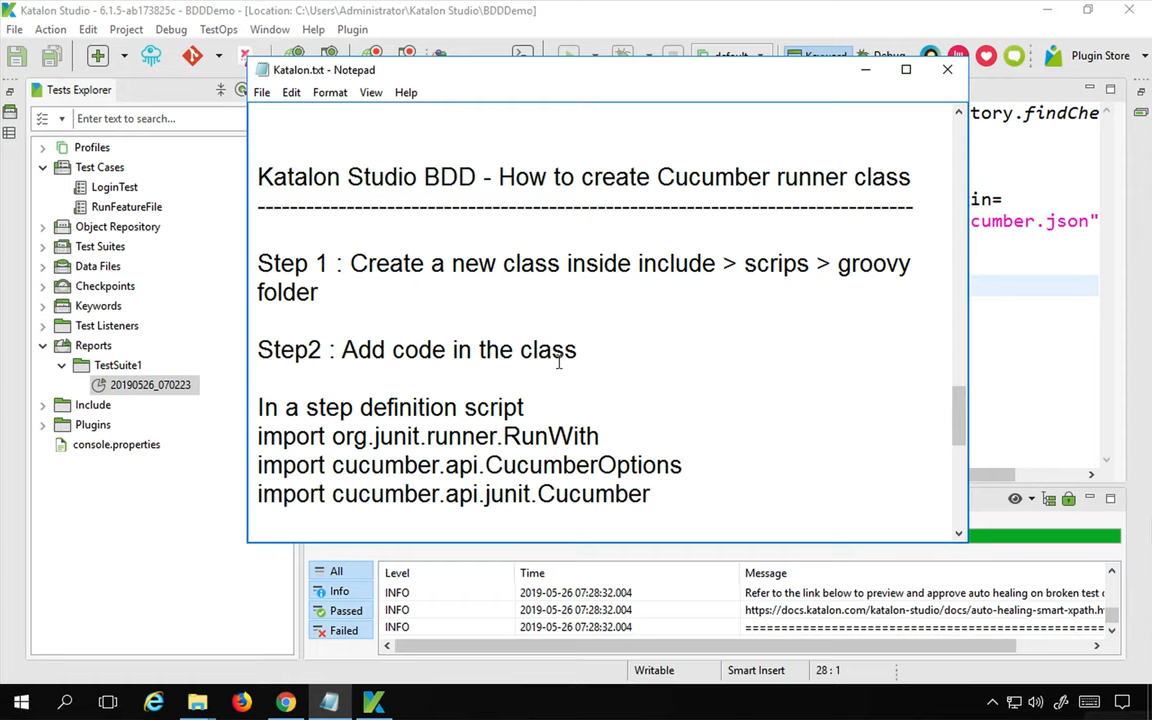 Katalon Studio - 6.1.5-ab173825c - BDDDemo - [Location: C:\Users\Administrator\Katalon Studio\BDDDemo]
File Action Edit Project Debug TestOps Window Help Plugin
default Keyword Debug Plugin Store
Katalon.txt - Notepad
File Edit Format View Help
Tests Explorer
Enter text to search...
Profiles
Test Cases
LoginTest
RunFeatureFile
Object Repository
Test Suites
Data Files
Checkpoints
Keywords
Test Listeners
Reports
TestSuite1
20190526_070223
Include
Plugins
console.properties
Katalon Studio BDD - How to create Cucumber runner class
--------------------------------------------------------------------------------
Step 1 : Create a new class inside include > scrips > groovy
folder
Step2 : Add code in the class
In a step definition script
import org.junit.runner.RunWith
import cucumber.api.CucumberOptions
import cucumber.api.junit.Cucumber
tory.findChe
in=
cumber.json"
All
Info
Passed
Failed
Level Time Message
INFO 2019-05-26 07:28:32.004 Refer to the link below to preview and approve auto healing on broken test o
INFO 2019-05-26 07:28:32.004 https://docs.katalon.com/katalon-studio/docs/auto-healing-smart-xpath.h
INFO 2019-05-26 07:28:32.004 ====================================
Writable Smart Insert 28 : 1